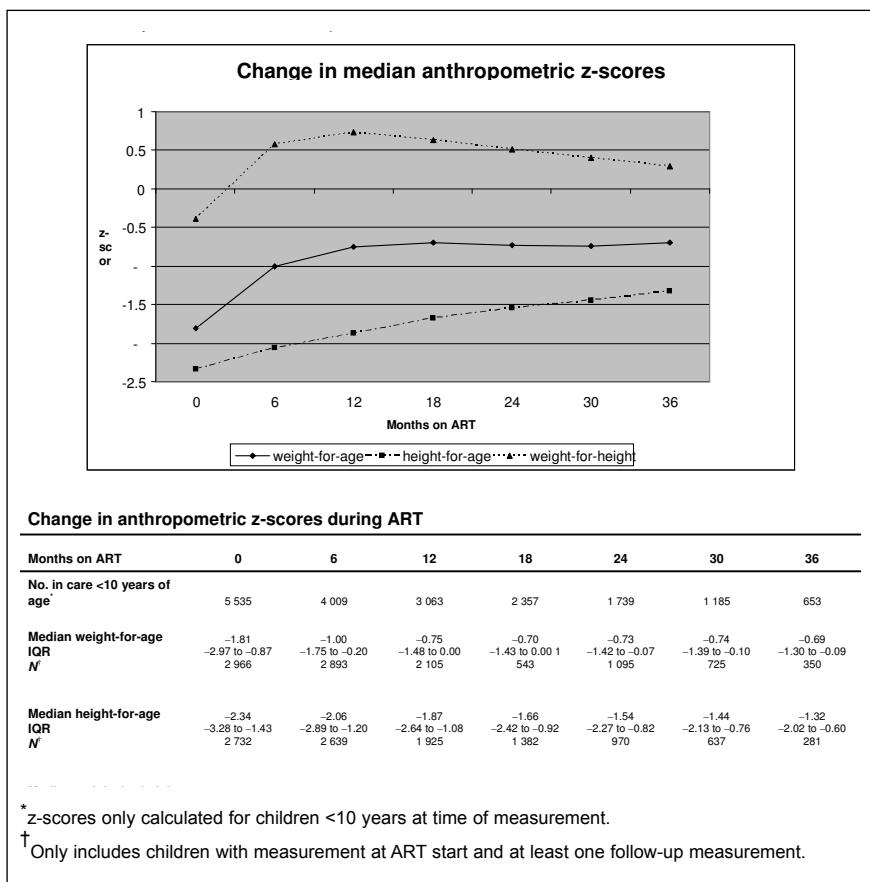 Change in median anthropometric z-scores
1
0.5
0
-0.5
-
-1.5
-
-2.5
z-
sc
or
0 6 12 18 24 30 36
Months on ART
weight-for-age height-for-age weight-for-height
Change in anthropometric z-scores during ART
Months on ART 0 6 12 18 24 30 36
No. in care <10 years of
age* 5 535 4 009 3 063 2 357 1 739 1 185 653
Median weight-for-age −1.81 −1.00 −0.75 −0.70 −0.73 −0.74 −0.69
IQR −2.97 to −0.87 −1.75 to −0.20 −1.48 to 0.00 −1.43 to 0.00 1 −1.42 to −0.07 −1.39 to −0.10 −1.30 to −0.09
N† 2 966 2 893 2 105 543 1 095 725 350
Median height-for-age −2.34 −2.06 −1.87 −1.66 −1.54 −1.44 −1.32
IQR −3.28 to −1.43 −2.89 to −1.20 −2.64 to −1.08 −2.42 to −0.92 −2.27 to −0.82 −2.13 to −0.76 −2.02 to −0.60
N† 2 732 2 639 1 925 1 382 970 637 281
*z-scores only calculated for children <10 years at time of measurement.
†Only includes children with measurement at ART start and at least one follow-up measurement.